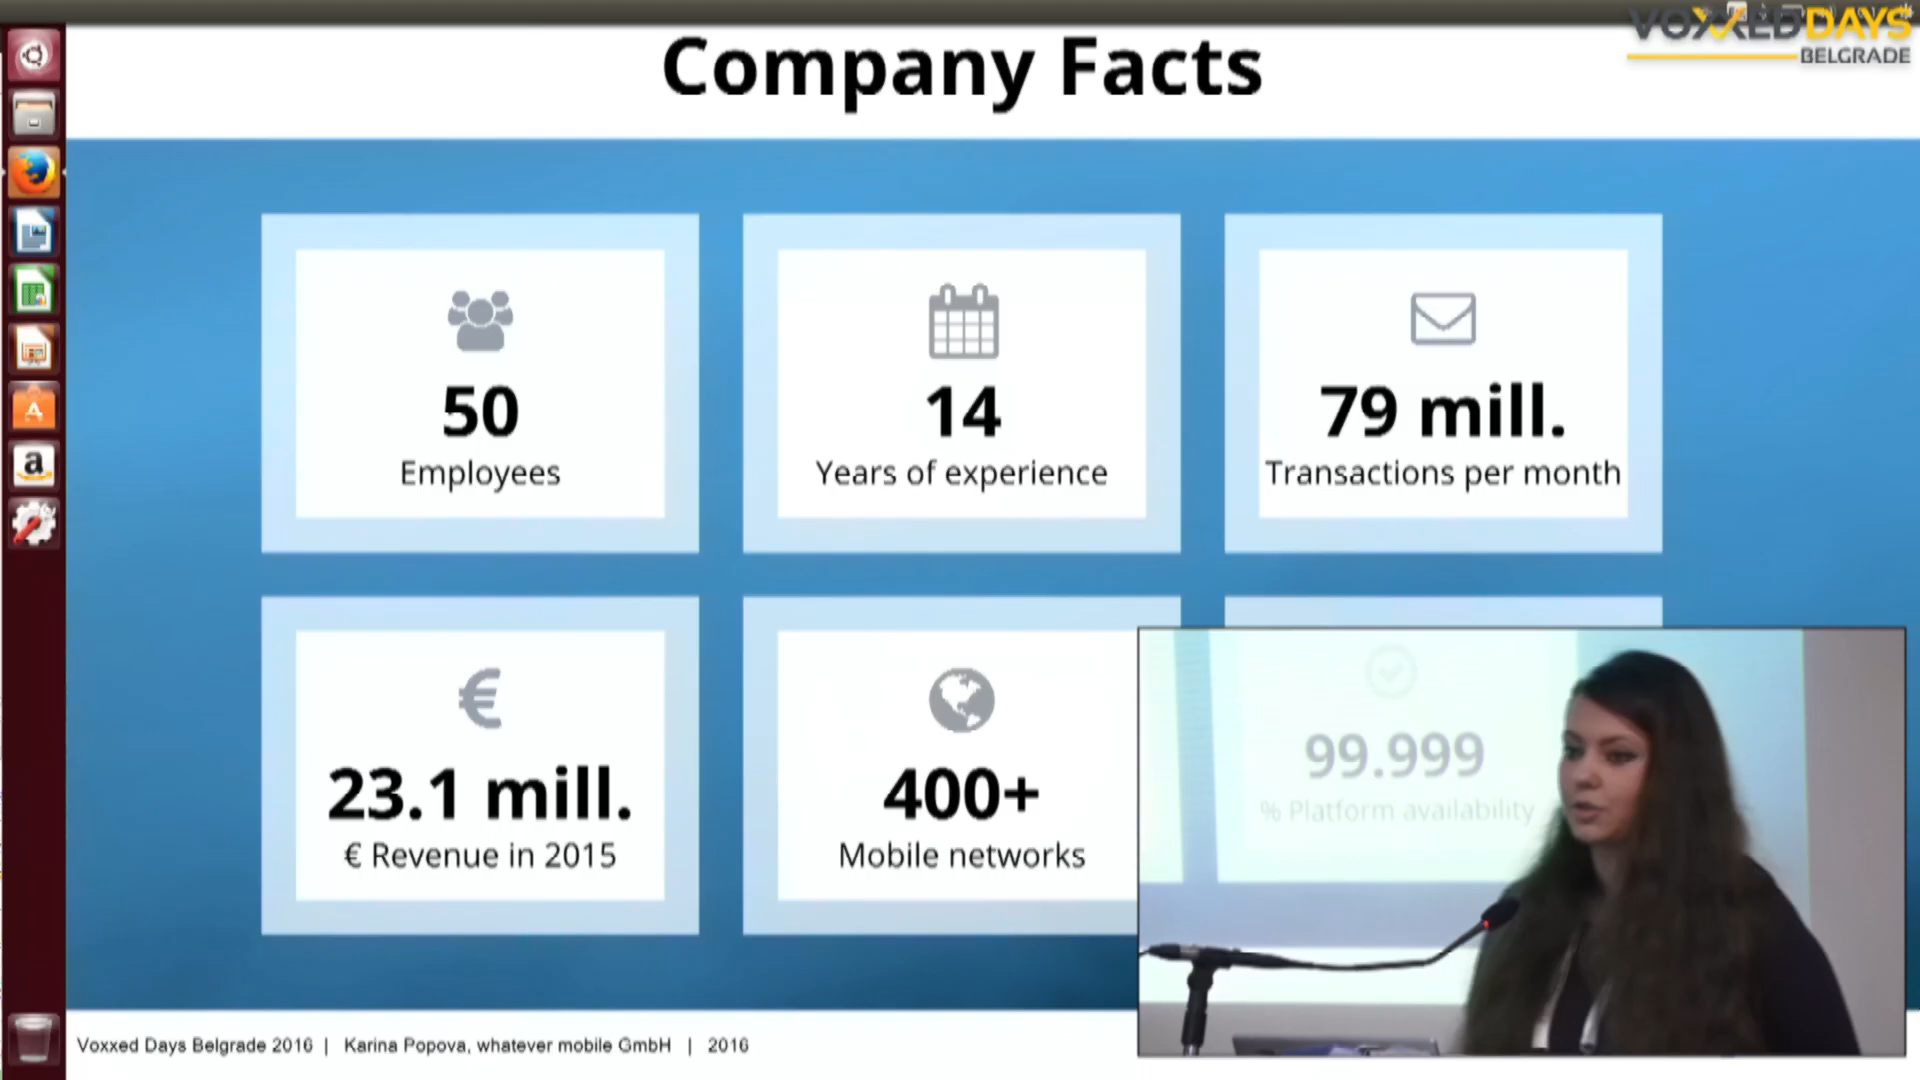 VOXXED DAYS
BELGRADE
Company Facts
50
Employees
14
Years of experience
79 mill.
Transactions per month
23.1 mill.
€ Revenue in 2015
400+
Mobile networks
99.999
% Platform availability
Voxxed Days Belgrade 2016 | Karina Popova, whatever mobile GmbH | 2016